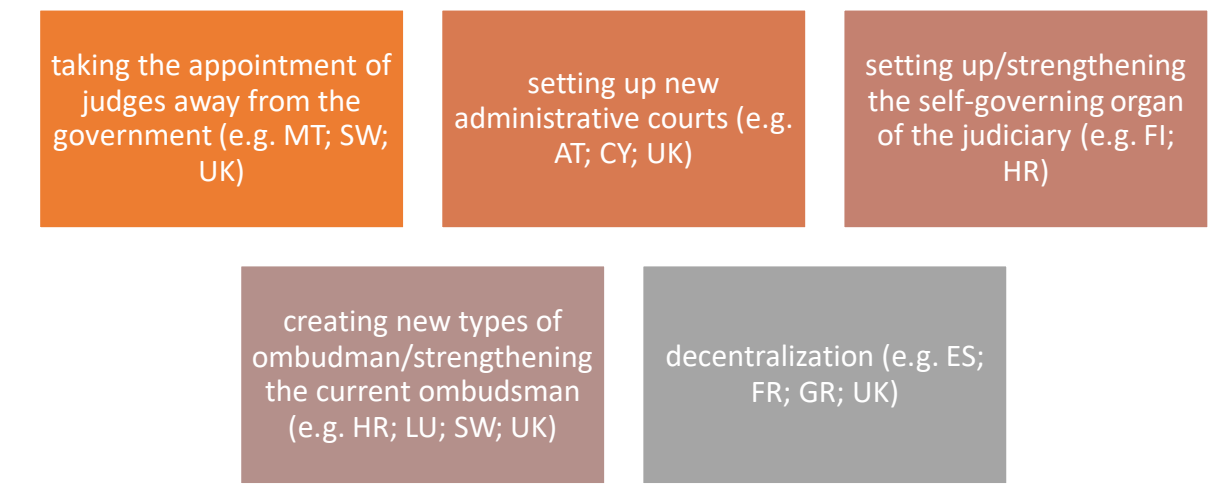 taking the appointment of
judges away from the
government (e.g. MT; SW;
UK)
setting up new
administrative courts (e.g.
AT; CY; UK)
setting up/strengthening
the self-governing organ
of the judiciary (e.g. FI;
HR)
creating new types of
ombudman/strengthening
the current ombudsman
(e.g. HR; LU; SW; UK)
decentralization (e.g. ES;
FR; GR; UK)